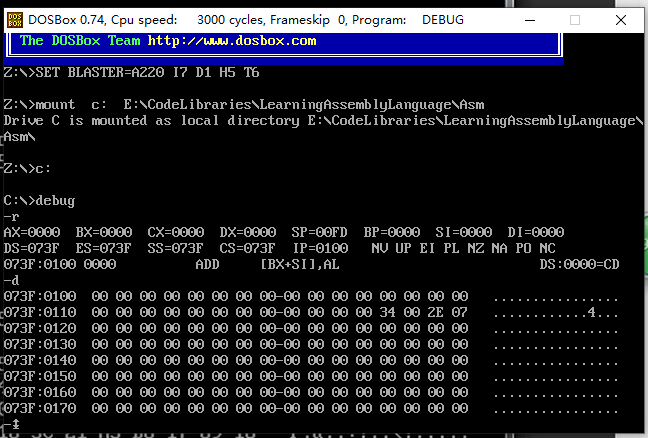 DOSBox 0.74, Cpu speed: 3000 cycles, Frameskip 0, Program: DEBUG
The DOSBox Team http://www.dosbox.com
Z:\>SET BLASTER=A220 I7 D1 H5 T6
Z:\>mount c: E:\CodeLibraries\LearningAssemblyLanguage\Asm
Drive C is mounted as local directory E:\CodeLibraries\LearningAssemblyLanguage\
Asm\
Z:\>c:
C:\>debug
-r
AX=0000 BX=0000 CX=0000 DX=0000 SP=00FD BP=0000 SI=0000 DI=0000
DS=073F ES=073F SS=073F CS=073F IP=0100 NV UP EI PL NZ NA PO NC
073F:0100 0000 ADD [BX+SI],AL DS:0000=CD
-d
073F:0100 00 00 00 00 00 00 00 00-00 00 00 00 00 00 00 00 ................
073F:0110 00 00 00 00 00 00 00 00-00 00 00 00 34 00 2E 07 ............4...
073F:0120 00 00 00 00 00 00 00 00-00 00 00 00 00 00 00 00 ................
073F:0130 00 00 00 00 00 00 00 00-00 00 00 00 00 00 00 00 ................
073F:0140 00 00 00 00 00 00 00 00-00 00 00 00 00 00 00 00 ................
073F:0150 00 00 00 00 00 00 00 00-00 00 00 00 00 00 00 00 ................
073F:0160 00 00 00 00 00 00 00 00-00 00 00 00 00 00 00 00 ................
073F:0170 00 00 00 00 00 00 00 00-00 00 00 00 00 00 00 00 ................
-